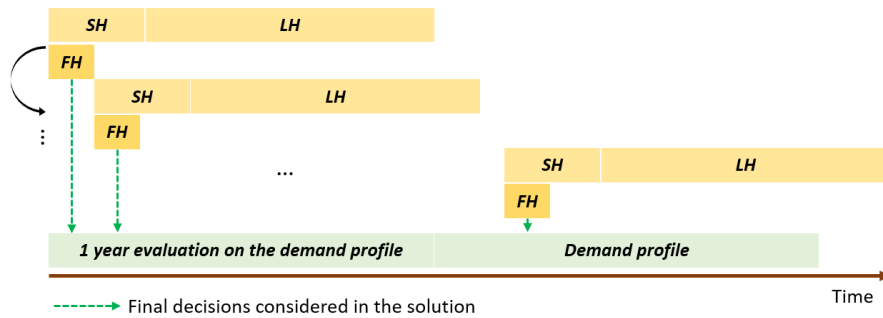 SH LH
FH
SH LH
⋮
FH
...
SH LH
FH
1 year evaluation on the demand profile Demand profile
Time
Final decisions considered in the solution